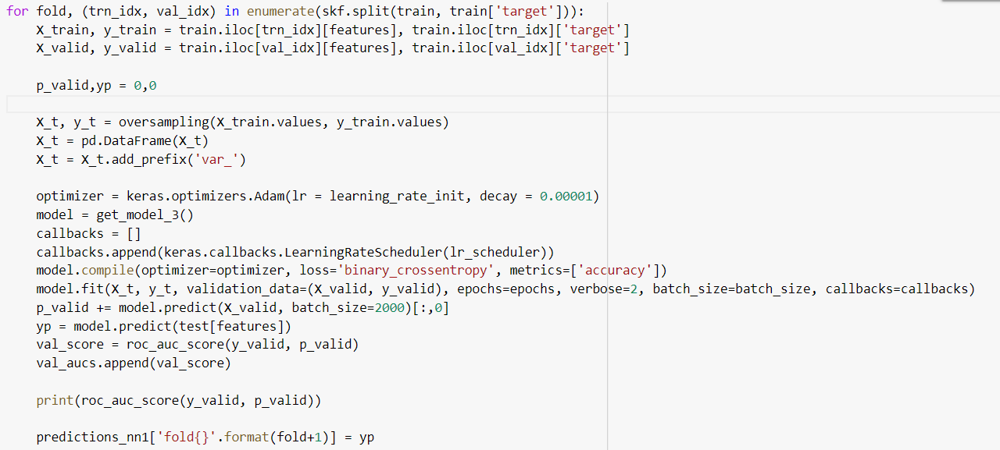 for fold, (trn_idx, val_idx) in enumerate(skf.split(train, train['target'])):
    X_train, y_train = train.iloc[trn_idx][features], train.iloc[trn_idx]['target']
    X_valid, y_valid = train.iloc[val_idx][features], train.iloc[val_idx]['target']

    p_valid,yp = 0,0

    X_t, y_t = oversampling(X_train.values, y_train.values)
    X_t = pd.DataFrame(X_t)
    X_t = X_t.add_prefix('var_')

    optimizer = keras.optimizers.Adam(lr = learning_rate_init, decay = 0.00001)
    model = get_model_3()
    callbacks = []
    callbacks.append(keras.callbacks.LearningRateScheduler(lr_scheduler))
    model.compile(optimizer=optimizer, loss='binary_crossentropy', metrics=['accuracy'])
    model.fit(X_t, y_t, validation_data=(X_valid, y_valid), epochs=epochs, verbose=2, batch_size=batch_size, callbacks=callbacks)
    p_valid += model.predict(X_valid, batch_size=2000)[:,0]
    yp = model.predict(test[features])
    val_score = roc_auc_score(y_valid, p_valid)
    val_aucs.append(val_score)

    print(roc_auc_score(y_valid, p_valid))

    predictions_nn1['fold{}'.format(fold+1)] = yp